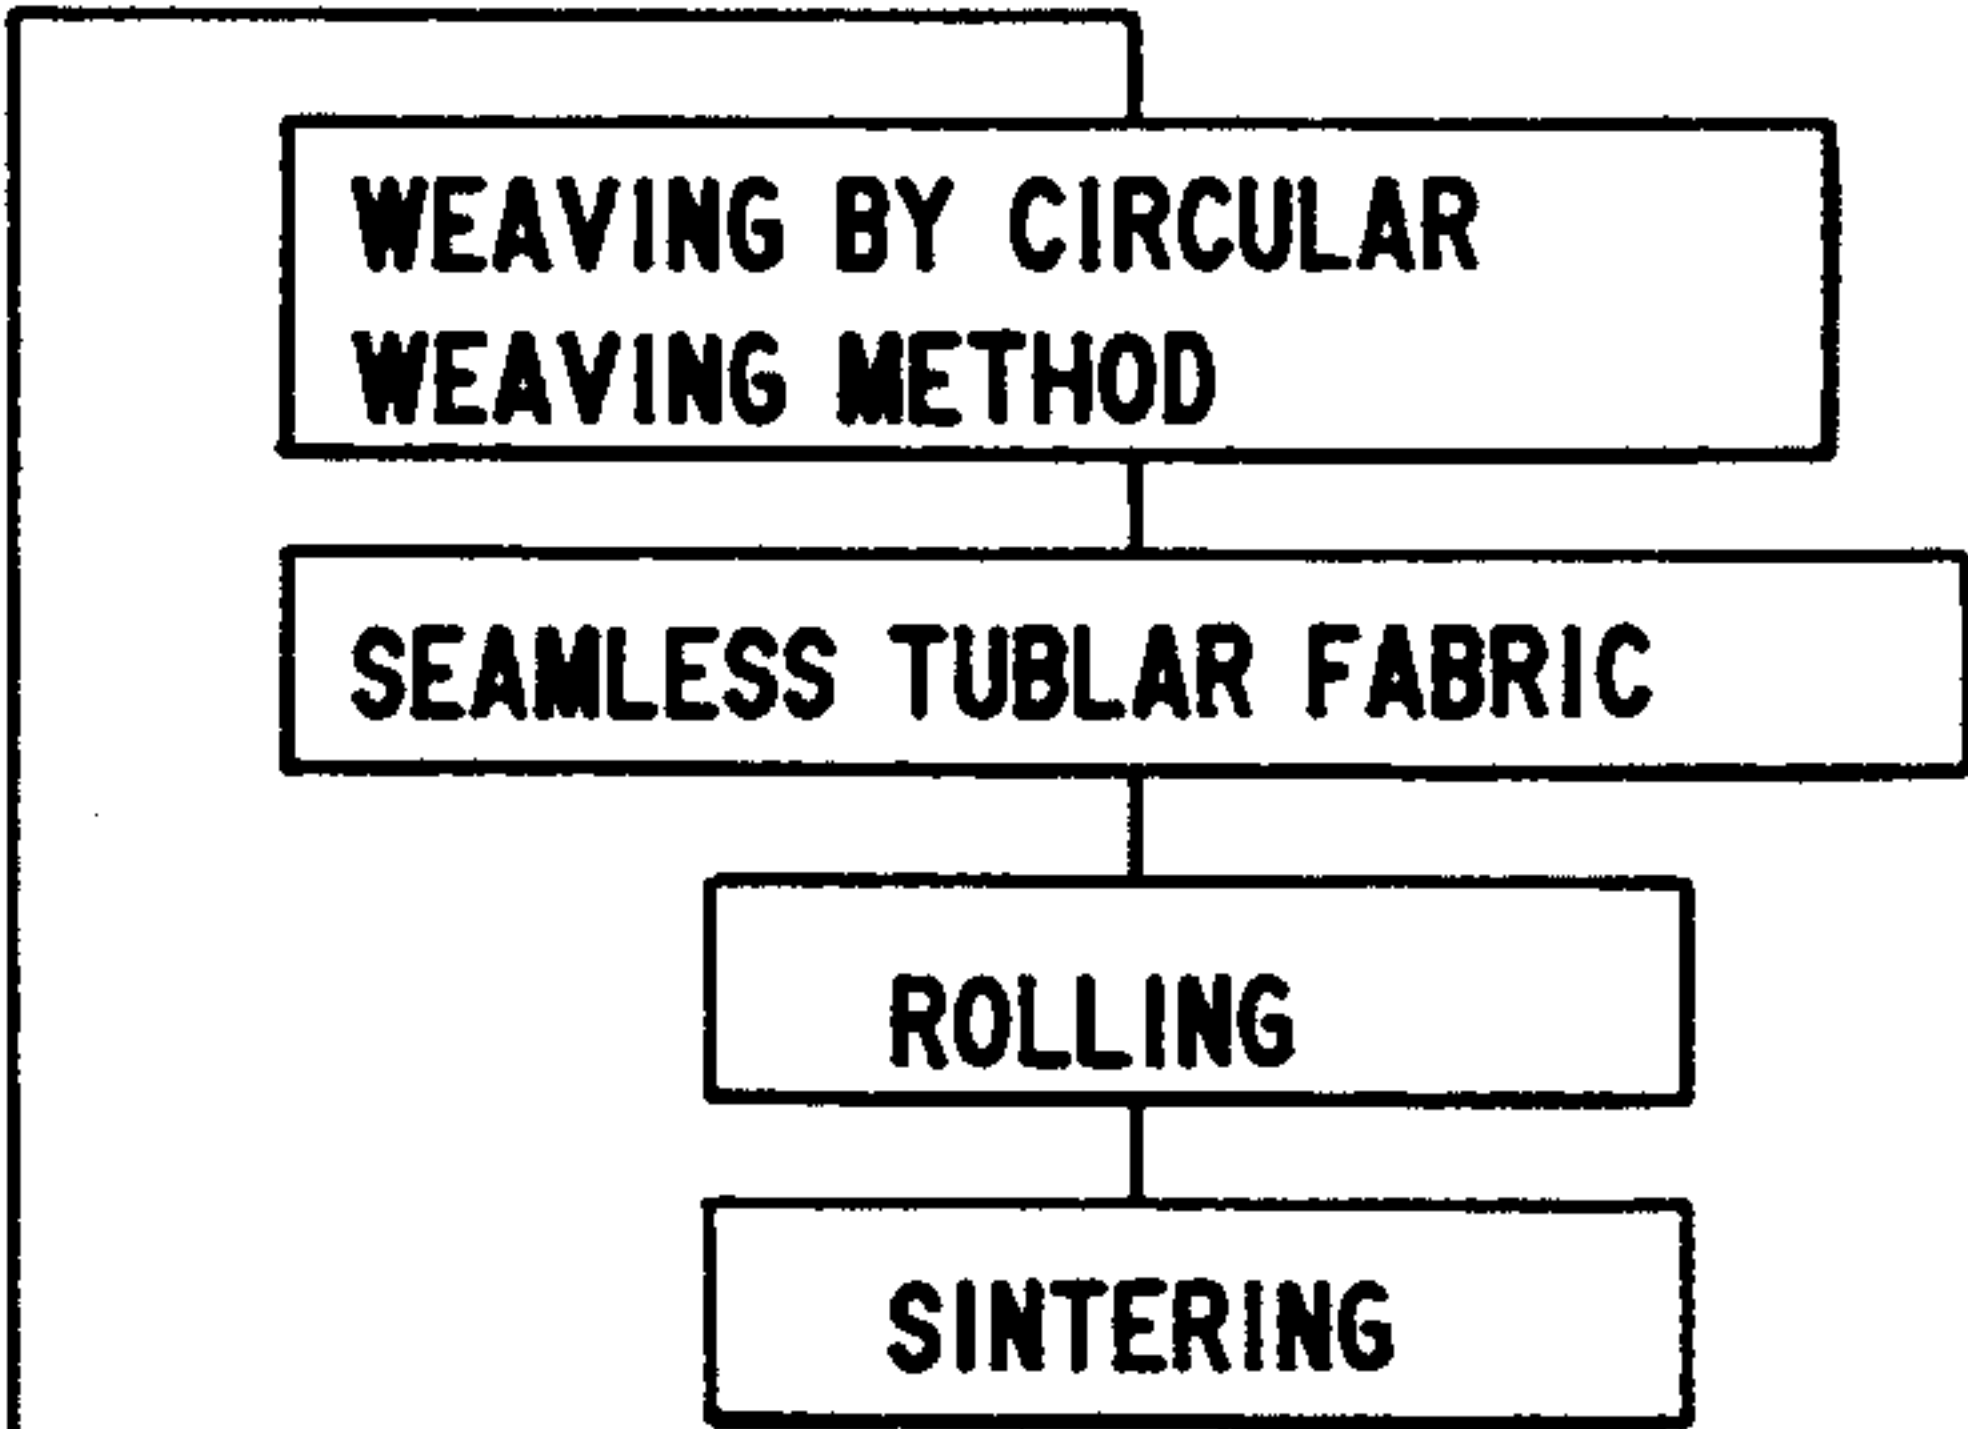 WEAVING BY CIRCULAR
WEAVING METHOD
SEAMLESS TUBLAR FABRIC
ROLLING
SINTERING